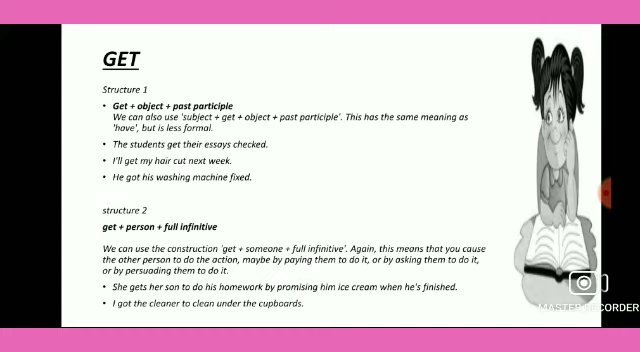 GET
Structure 1
• Get + object + past participle
We can also use 'subject + get + object + past participle'. This has the same meaning as
'have', but is less formal.
• The students get their essays checked.
• I'll get my hair cut next week.
• He got his washing machine fixed.
structure 2
get + person + full infinitive
We can use the construction 'get + someone + full infinitive'. Again, this means that you cause
the other person to do the action, maybe by paying them to do it, or by asking them to do it,
or by persuading them to do it.
• She gets her son to do his homework by promising him ice cream when he's finished.
• I got the cleaner to clean under the cupboards.
MASTER RECORDER